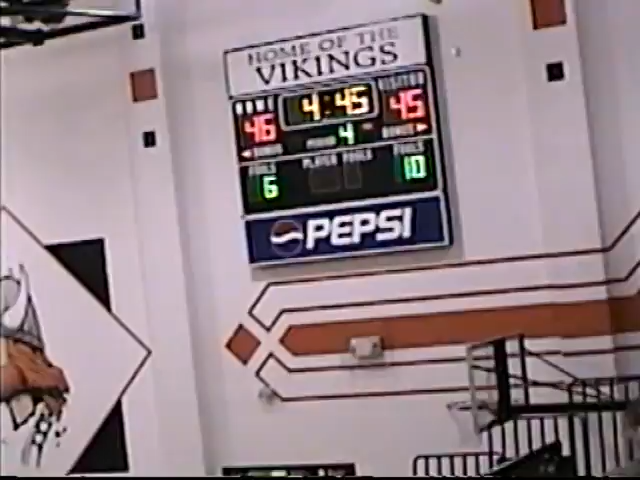 HOME OF THE
VIKINGS
HOME 4:45 VISITOR
46 45
PERIOD 4
BONUS BONUS
FOULS PLAYER FOULS FOULS
6 10
PEPSI